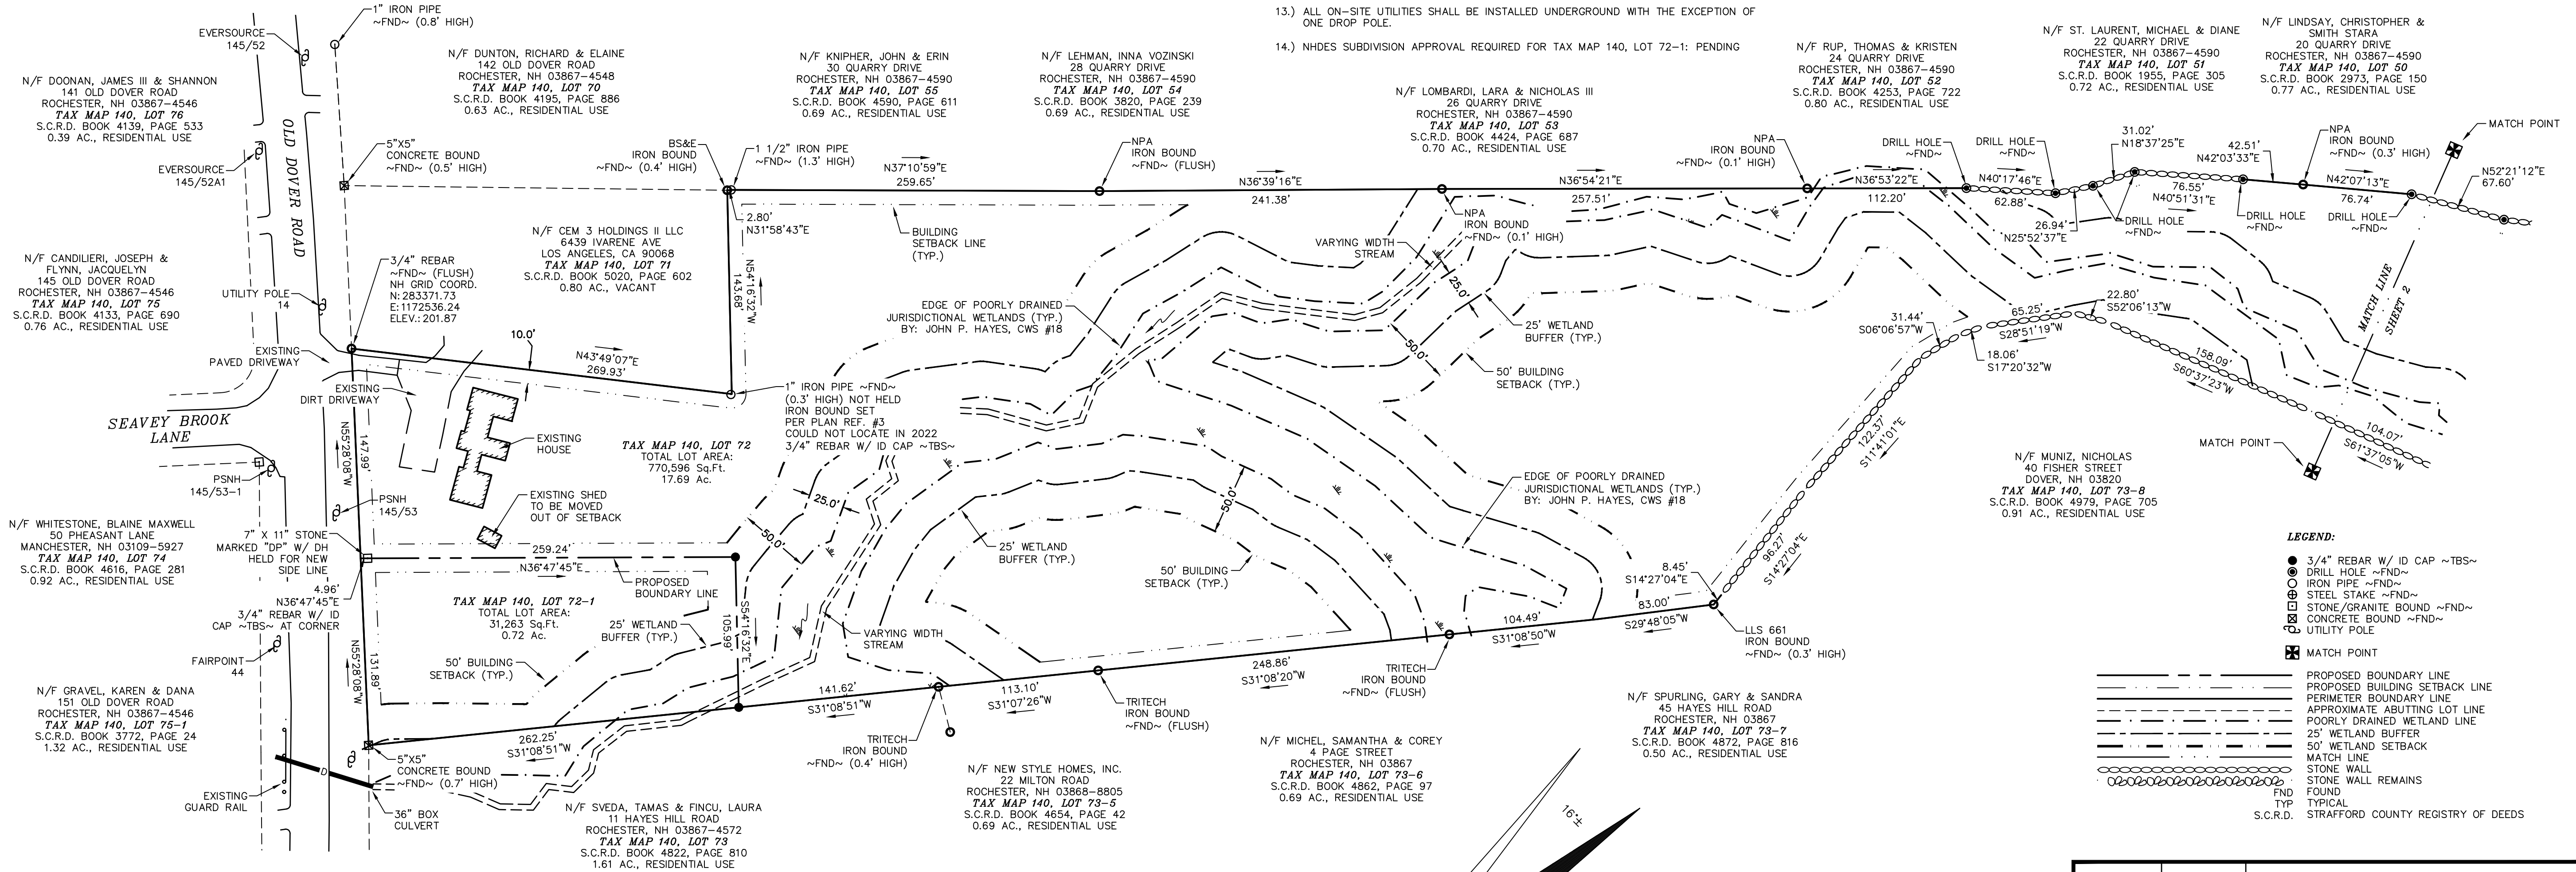 13.) ALL ON-SITE UTILITIES SHALL BE INSTALLED UNDERGROUND WITH THE EXCEPTION OF
ONE DROP POLE.
14.) NHDES SUBDIVISION APPROVAL REQUIRED FOR TAX MAP 140, LOT 72-1: PENDING
1" IRON PIPE
~FND~ (0.8' HIGH)
EVERSOURCE
145/52
N/F DOONAN, JAMES III & SHANNON
141 OLD DOVER ROAD
ROCHESTER, NH 03867-4546
TAX MAP 140, LOT 76
S.C.R.D. BOOK 4139, PAGE 533
0.39 AC., RESIDENTIAL USE
N/F DUNTON, RICHARD & ELAINE
142 OLD DOVER ROAD
ROCHESTER, NH 03867-4548
TAX MAP 140, LOT 70
S.C.R.D. BOOK 4195, PAGE 886
0.63 AC., RESIDENTIAL USE
N/F KNIPHER, JOHN & ERIN
30 QUARRY DRIVE
ROCHESTER, NH 03867-4590
TAX MAP 140, LOT 55
S.C.R.D. BOOK 4590, PAGE 611
0.69 AC., RESIDENTIAL USE
N/F LEHMAN, INNA VOZINSKI
28 QUARRY DRIVE
ROCHESTER, NH 03867-4590
TAX MAP 140, LOT 54
S.C.R.D. BOOK 3820, PAGE 239
0.69 AC., RESIDENTIAL USE
N/F LOMBARDI, LARA & NICHOLAS III
26 QUARRY DRIVE
ROCHESTER, NH 03867-4590
TAX MAP 140, LOT 53
S.C.R.D. BOOK 4424, PAGE 687
0.70 AC., RESIDENTIAL USE
N/F RUP, THOMAS & KRISTEN
24 QUARRY DRIVE
ROCHESTER, NH 03867-4590
TAX MAP 140, LOT 52
S.C.R.D. BOOK 4253, PAGE 722
0.80 AC., RESIDENTIAL USE
N/F ST. LAURENT, MICHAEL & DIANE
22 QUARRY DRIVE
ROCHESTER, NH 03867-4590
TAX MAP 140, LOT 51
S.C.R.D. BOOK 1955, PAGE 305
0.72 AC., RESIDENTIAL USE
N/F LINDSAY, CHRISTOPHER &
SMITH STARA
20 QUARRY DRIVE
ROCHESTER, NH 03867-4590
TAX MAP 140, LOT 50
S.C.R.D. BOOK 2973, PAGE 150
0.77 AC., RESIDENTIAL USE
OLD DOVER ROAD
EVERSOURCE
145/52A1
5"X5"
CONCRETE BOUND
~FND~ (0.5' HIGH)
BS&E
IRON BOUND
~FND~ (0.4' HIGH)
1 1/2" IRON PIPE
~FND~ (1.3' HIGH)
N37°10'59"E
259.65'
NPA
IRON BOUND
~FND~ (FLUSH)
N36°39'16"E
241.38'
N36°54'21"E
257.51'
NPA
IRON BOUND
~FND~ (0.1' HIGH)
NPA
IRON BOUND
~FND~ (0.1' HIGH)
N36°53'22"E
112.20'
DRILL HOLE
~FND~
DRILL HOLE
~FND~
N40°17'46"E
62.88'
26.94'
N25°52'37"E
31.02'
N18°37'25"E
DRILL HOLE
~FND~
76.55'
N40°51'31"E
42.51'
N42°03'33"E
DRILL HOLE
~FND~
NPA
IRON BOUND
~FND~ (0.3' HIGH)
N42°07'13"E
76.74'
DRILL HOLE
~FND~
MATCH POINT
N52°21'12"E
67.60'
MATCH LINE
SHEET 2
2.80'
N31°58'43"E
BUILDING
SETBACK LINE
(TYP.)
N/F CEM 3 HOLDINGS II LLC
6439 IVARENE AVE
LOS ANGELES, CA 90068
TAX MAP 140, LOT 71
S.C.R.D. BOOK 5020, PAGE 602
0.80 AC., VACANT
N54°16'32"W
143.68'
N/F CANDILIERI, JOSEPH &
FLYNN, JACQUELYN
145 OLD DOVER ROAD
ROCHESTER, NH 03867-4546
TAX MAP 140, LOT 75
S.C.R.D. BOOK 4133, PAGE 690
0.76 AC., RESIDENTIAL USE
UTILITY POLE
14
3/4" REBAR
~FND~ (FLUSH)
NH GRID COORD.
N: 283371.73
E: 1172536.24
ELEV.: 201.87
EXISTING
PAVED DRIVEWAY
10.0'
N43°49'07"E
269.93'
EXISTING
DIRT DRIVEWAY
SEAVEY BROOK
LANE
EXISTING
HOUSE
VARYING WIDTH
STREAM
25.0'
EDGE OF POORLY DRAINED
JURISDICTIONAL WETLANDS (TYP.)
BY: JOHN P. HAYES, CWS #18
25' WETLAND
BUFFER (TYP.)
50.0'
50' BUILDING
SETBACK (TYP.)
1" IRON PIPE ~FND~
(0.3' HIGH) NOT HELD
IRON BOUND SET
PER PLAN REF. #3
COULD NOT LOCATE IN 2022
3/4" REBAR W/ ID CAP ~TBS~
TAX MAP 140, LOT 72
TOTAL LOT AREA:
770,596 Sq.Ft.
17.69 Ac.
N55°28'08"W
147.99'
31.44'
S06°06'57"W
65.25'
S28°51'19"W
22.80'
S52°06'13"W
18.06'
S17°20'32"W
158.09'
S60°37'23"W
104.07'
S61°37'05"W
MATCH POINT
122.37'
S11°41'01"E
96.27'
S14°27'04"E
PSNH
145/53-1
PSNH
145/53
EXISTING SHED
TO BE MOVED
OUT OF SETBACK
25.0'
50.0'
50.0'
EDGE OF POORLY DRAINED
JURISDICTIONAL WETLANDS (TYP.)
BY: JOHN P. HAYES, CWS #18
N/F MUNIZ, NICHOLAS
40 FISHER STREET
DOVER, NH 03820
TAX MAP 140, LOT 73-8
S.C.R.D. BOOK 4979, PAGE 705
0.91 AC., RESIDENTIAL USE
N/F WHITESTONE, BLAINE MAXWELL
50 PHEASANT LANE
MANCHESTER, NH 03109-5927
TAX MAP 140, LOT 74
S.C.R.D. BOOK 4616, PAGE 281
0.92 AC., RESIDENTIAL USE
7" X 11" STONE
MARKED "DP" W/ DH
HELD FOR NEW
SIDE LINE
4.96'
N36°47'45"E
3/4" REBAR W/ ID
CAP ~TBS~ AT CORNER
259.24'
N36°47'45"E
PROPOSED
BOUNDARY LINE
TAX MAP 140, LOT 72-1
TOTAL LOT AREA:
31,263 Sq.Ft.
0.72 Ac.
25' WETLAND
BUFFER (TYP.)
50' BUILDING
SETBACK (TYP.)
S54°16'32"E
105.99'
25' WETLAND
BUFFER (TYP.)
50' BUILDING
SETBACK (TYP.)
VARYING WIDTH
STREAM
8.45'
S14°27'04"E
83.00'
S29°48'05"W
LLS 661
IRON BOUND
~FND~ (0.3' HIGH)
104.49'
S31°08'50"W
TRITECH
IRON BOUND
~FND~ (FLUSH)
248.86'
S31°08'20"W
TRITECH
IRON BOUND
~FND~ (FLUSH)
113.10'
S31°07'26"W
141.62'
S31°08'51"W
TRITECH
IRON BOUND
~FND~ (0.4' HIGH)
262.25'
S31°08'51"W
N55°28'08"W
131.89'
FAIRPOINT
44
N/F GRAVEL, KAREN & DANA
151 OLD DOVER ROAD
ROCHESTER, NH 03867-4546
TAX MAP 140, LOT 75-1
S.C.R.D. BOOK 3772, PAGE 24
1.32 AC., RESIDENTIAL USE
D
EXISTING
GUARD RAIL
5"X5"
CONCRETE BOUND
~FND~ (0.7' HIGH)
36" BOX
CULVERT
N/F SVEDA, TAMAS & FINCU, LAURA
11 HAYES HILL ROAD
ROCHESTER, NH 03867-4572
TAX MAP 140, LOT 73
S.C.R.D. BOOK 4822, PAGE 810
1.61 AC., RESIDENTIAL USE
N/F NEW STYLE HOMES, INC.
22 MILTON ROAD
ROCHESTER, NH 03868-8805
TAX MAP 140, LOT 73-5
S.C.R.D. BOOK 4654, PAGE 42
0.69 AC., RESIDENTIAL USE
N/F MICHEL, SAMANTHA & COREY
4 PAGE STREET
ROCHESTER, NH 03867
TAX MAP 140, LOT 73-6
S.C.R.D. BOOK 4862, PAGE 97
0.69 AC., RESIDENTIAL USE
N/F SPURLING, GARY & SANDRA
45 HAYES HILL ROAD
ROCHESTER, NH 03867
TAX MAP 140, LOT 73-7
S.C.R.D. BOOK 4872, PAGE 816
0.50 AC., RESIDENTIAL USE
16°±
LEGEND:
3/4" REBAR W/ ID CAP ~TBS~
DRILL HOLE ~FND~
IRON PIPE ~FND~
STEEL STAKE ~FND~
STONE/GRANITE BOUND ~FND~
CONCRETE BOUND ~FND~
UTILITY POLE
MATCH POINT
PROPOSED BOUNDARY LINE
PROPOSED BUILDING SETBACK LINE
PERIMETER BOUNDARY LINE
APPROXIMATE ABUTTING LOT LINE
POORLY DRAINED WETLAND LINE
25' WETLAND BUFFER
50' WETLAND SETBACK
MATCH LINE
STONE WALL
STONE WALL REMAINS
FND FOUND
TYP TYPICAL
S.C.R.D. STRAFFORD COUNTY REGISTRY OF DEEDS